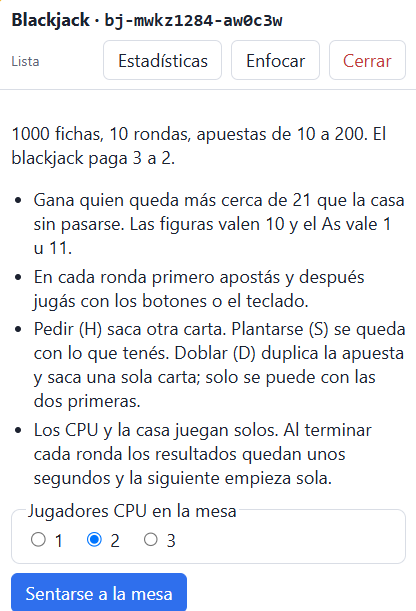 Blackjack · bj-mwkz1284-aw0c3w
Lista
Estadísticas
Enfocar
Cerrar
1000 fichas, 10 rondas, apuestas de 10 a 200. El
blackjack paga 3 a 2.
• Gana quien queda más cerca de 21 que la casa
sin pasarse. Las figuras valen 10 y el As vale 1
u 11.
• En cada ronda primero apostás y después
jugás con los botones o el teclado.
• Pedir (H) saca otra carta. Plantarse (S) se queda
con lo que tenés. Doblar (D) duplica la apuesta
y saca una sola carta; solo se puede con las
dos primeras.
• Los CPU y la casa juegan solos. Al terminar
cada ronda los resultados quedan unos
segundos y la siguiente empieza sola.
Jugadores CPU en la mesa
1 2 3
Sentarse a la mesa